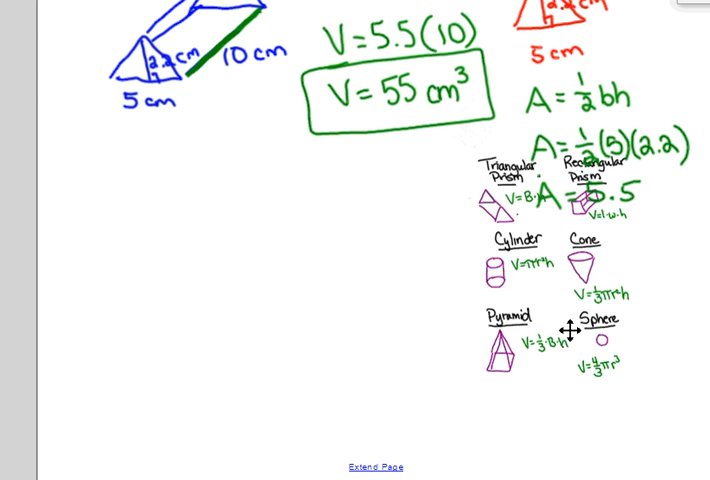 2.2 cm
10 cm
5 cm
V = 5.5(10)
V = 55 cm³
5 cm
A = ½bh
A = ½(5)(2.2)
A = 5.5
Triangular Prism
V=B·h
Rectangular Prism
V=l·w·h
Cylinder
V=πr²h
Cone
V=⅓πr²h
Pyramid
V=⅓·B·h
Sphere
V=4/3πr³
Extend Page